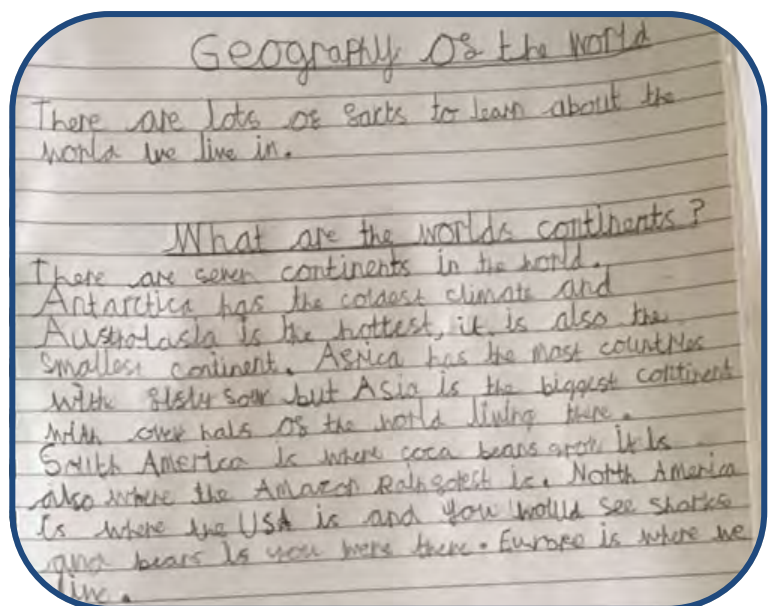 Geography Of the World
There are lots of facts to learn about the
world we live in.
What are the worlds continents?
There are seven continents in the world.
Antarctica has the coldest climate and
Australasia is the hottest, it is also the
smallest continent. Africa has the most countries
with fifty four but Asia is the biggest continent
with over half of the world living there.
South America is where coca beans grow it is
also where the Amazon Rainforest is. North America
is where the USA is and you would see sharks
and bears if you were there. Europe is where we
live.